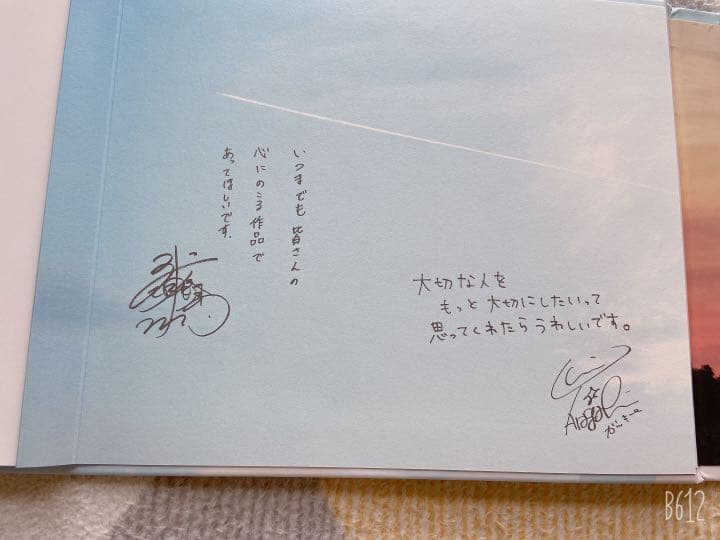 いつまでも 皆さんの
心にのこる作品で
あってほしいです。
大切な人を
もっと大切にしたいって
思ってくれたらうれしいです。
B612